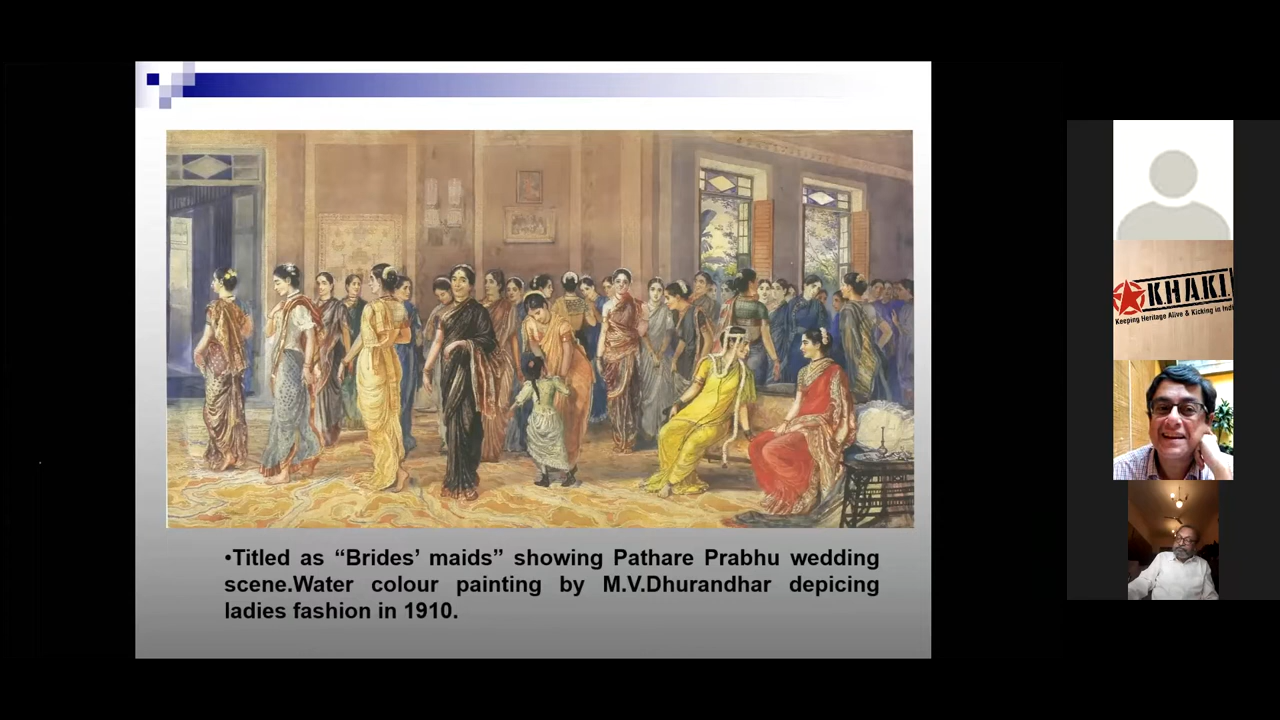 •Titled as “Brides’ maids” showing Pathare Prabhu wedding
scene.Water colour painting by M.V.Dhurandhar depicing
ladies fashion in 1910.
KHAKI
Keeping Heritage Alive & Kicking in